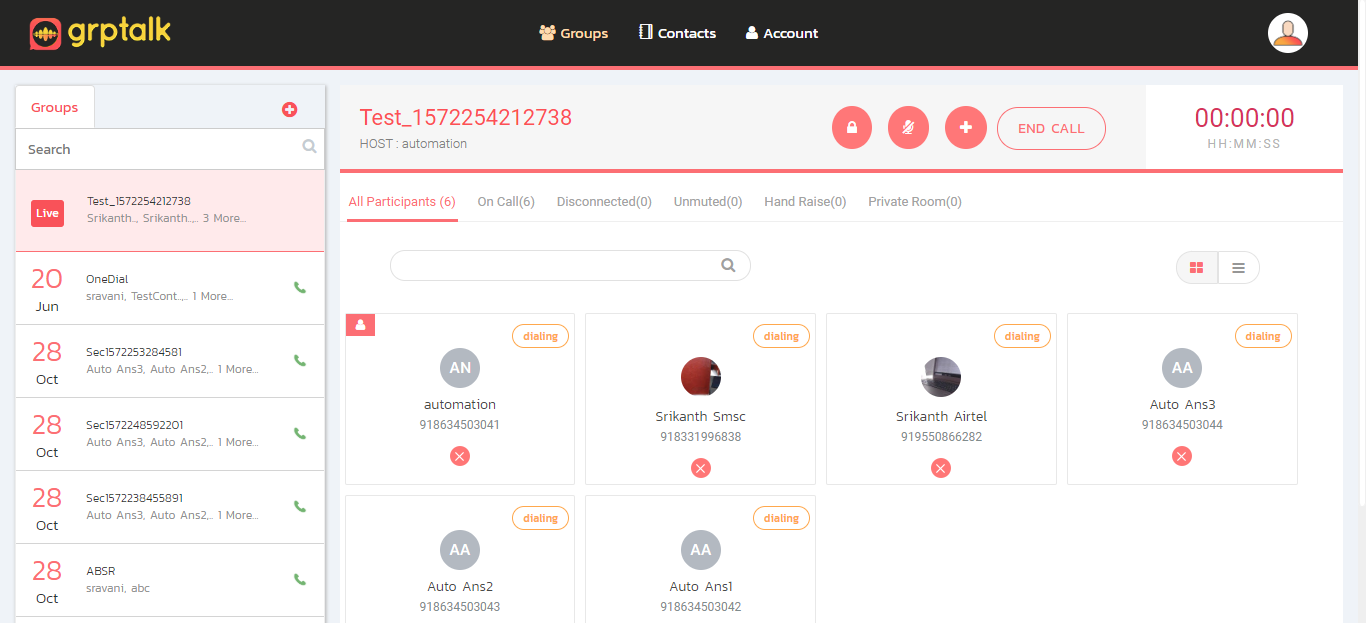 grptalk
Groups
Contacts
Account
Groups
Search
Live
Test_1572254212738
Srikanth.., Srikanth..,.. 3 More...
20
Jun
OneDial
sravani, TestCont..,.. 1 More...
28
Oct
Sec1572253284581
Auto Ans3, Auto Ans2,.. 1 More...
28
Oct
Sec1572248592201
Auto Ans3, Auto Ans2,.. 1 More...
28
Oct
Sec1572238455891
Auto Ans3, Auto Ans2,.. 1 More...
28
Oct
ABSR
sravani, abc
Test_1572254212738
HOST : automation
END CALL
00:00:00
HH:MM:SS
All Participants (6)
On Call(6)
Disconnected(0)
Unmuted(0)
Hand Raise(0)
Private Room(0)
dialing
AN
automation
918634503041
dialing
Srikanth Smsc
918331996838
dialing
Srikanth Airtel
919550866282
dialing
AA
Auto Ans3
918634503044
dialing
AA
Auto Ans2
918634503043
dialing
AA
Auto Ans1
918634503042